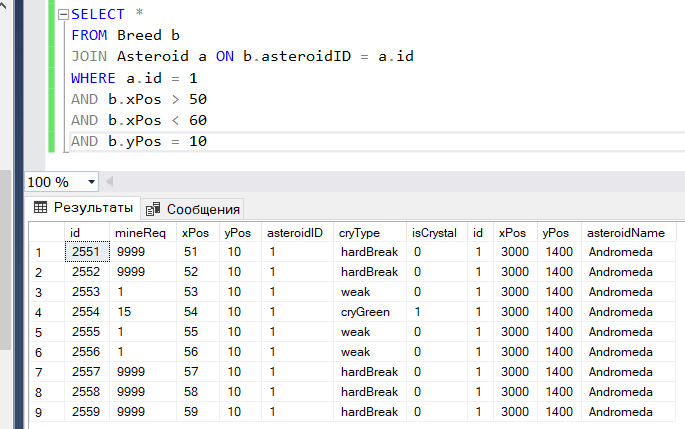 SELECT *
FROM Breed b
JOIN Asteroid a ON b.asteroidID = a.id
WHERE a.id = 1
AND b.xPos > 50
AND b.xPos < 60
AND b.yPos = 10
100 %
Результаты Сообщения
id mineReq xPos yPos asteroidID cryType isCrystal id xPos yPos asteroidName
1 2551 9999 51 10 1 hardBreak 0 1 3000 1400 Andromeda
2 2552 9999 52 10 1 hardBreak 0 1 3000 1400 Andromeda
3 2553 1 53 10 1 weak 0 1 3000 1400 Andromeda
4 2554 15 54 10 1 cryGreen 1 1 3000 1400 Andromeda
5 2555 1 55 10 1 weak 0 1 3000 1400 Andromeda
6 2556 1 56 10 1 weak 0 1 3000 1400 Andromeda
7 2557 9999 57 10 1 hardBreak 0 1 3000 1400 Andromeda
8 2558 9999 58 10 1 hardBreak 0 1 3000 1400 Andromeda
9 2559 9999 59 10 1 hardBreak 0 1 3000 1400 Andromeda